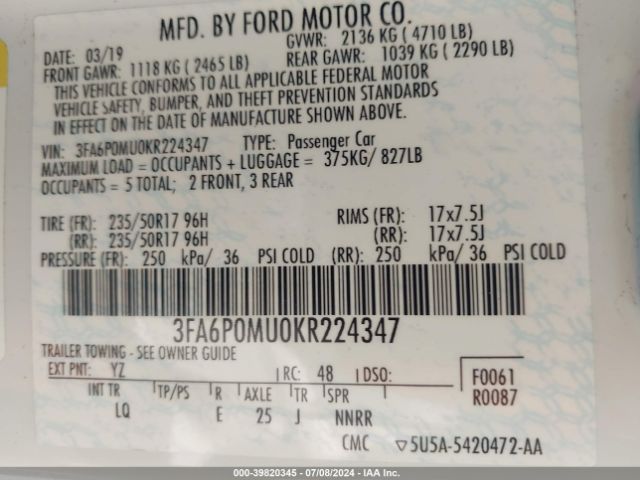 MFD. BY FORD MOTOR CO.
DATE: 03/19 GVWR: 2136 KG ( 4710 LB)
FRONT GAWR: 1118 KG ( 2465 LB) REAR GAWR: 1039 KG ( 2290 LB)
THIS VEHICLE CONFORMS TO ALL APPLICABLE FEDERAL MOTOR
VEHICLE SAFETY, BUMPER, AND THEFT PREVENTION STANDARDS
IN EFFECT ON THE DATE OF MANUFACTURE SHOWN ABOVE.
VIN: 3FA6P0MU0KR224347 TYPE: Passenger Car
MAXIMUM LOAD = OCCUPANTS + LUGGAGE = 375KG/ 827LB
OCCUPANTS = 5 TOTAL; 2 FRONT, 3 REAR
TIRE (FR): 235/50R17 96H RIMS (FR): 17x7.5J
(RR): 235/50R17 96H (RR): 17x7.5J
PRESSURE (FR): 250 kPa/ 36 PSI COLD (RR): 250 kPa/ 36 PSI COLD
3FA6P0MU0KR224347
TRAILER TOWING - SEE OWNER GUIDE
EXT PNT: YZ RC: 48 DSO: F0061
INT TR TP/PS R AXLE TR SPR R0087
LQ E 25 J NNRR
CMC ▽5U5A-5420472-AA
000-39820345 - 07/08/2024 - IAAI.CA